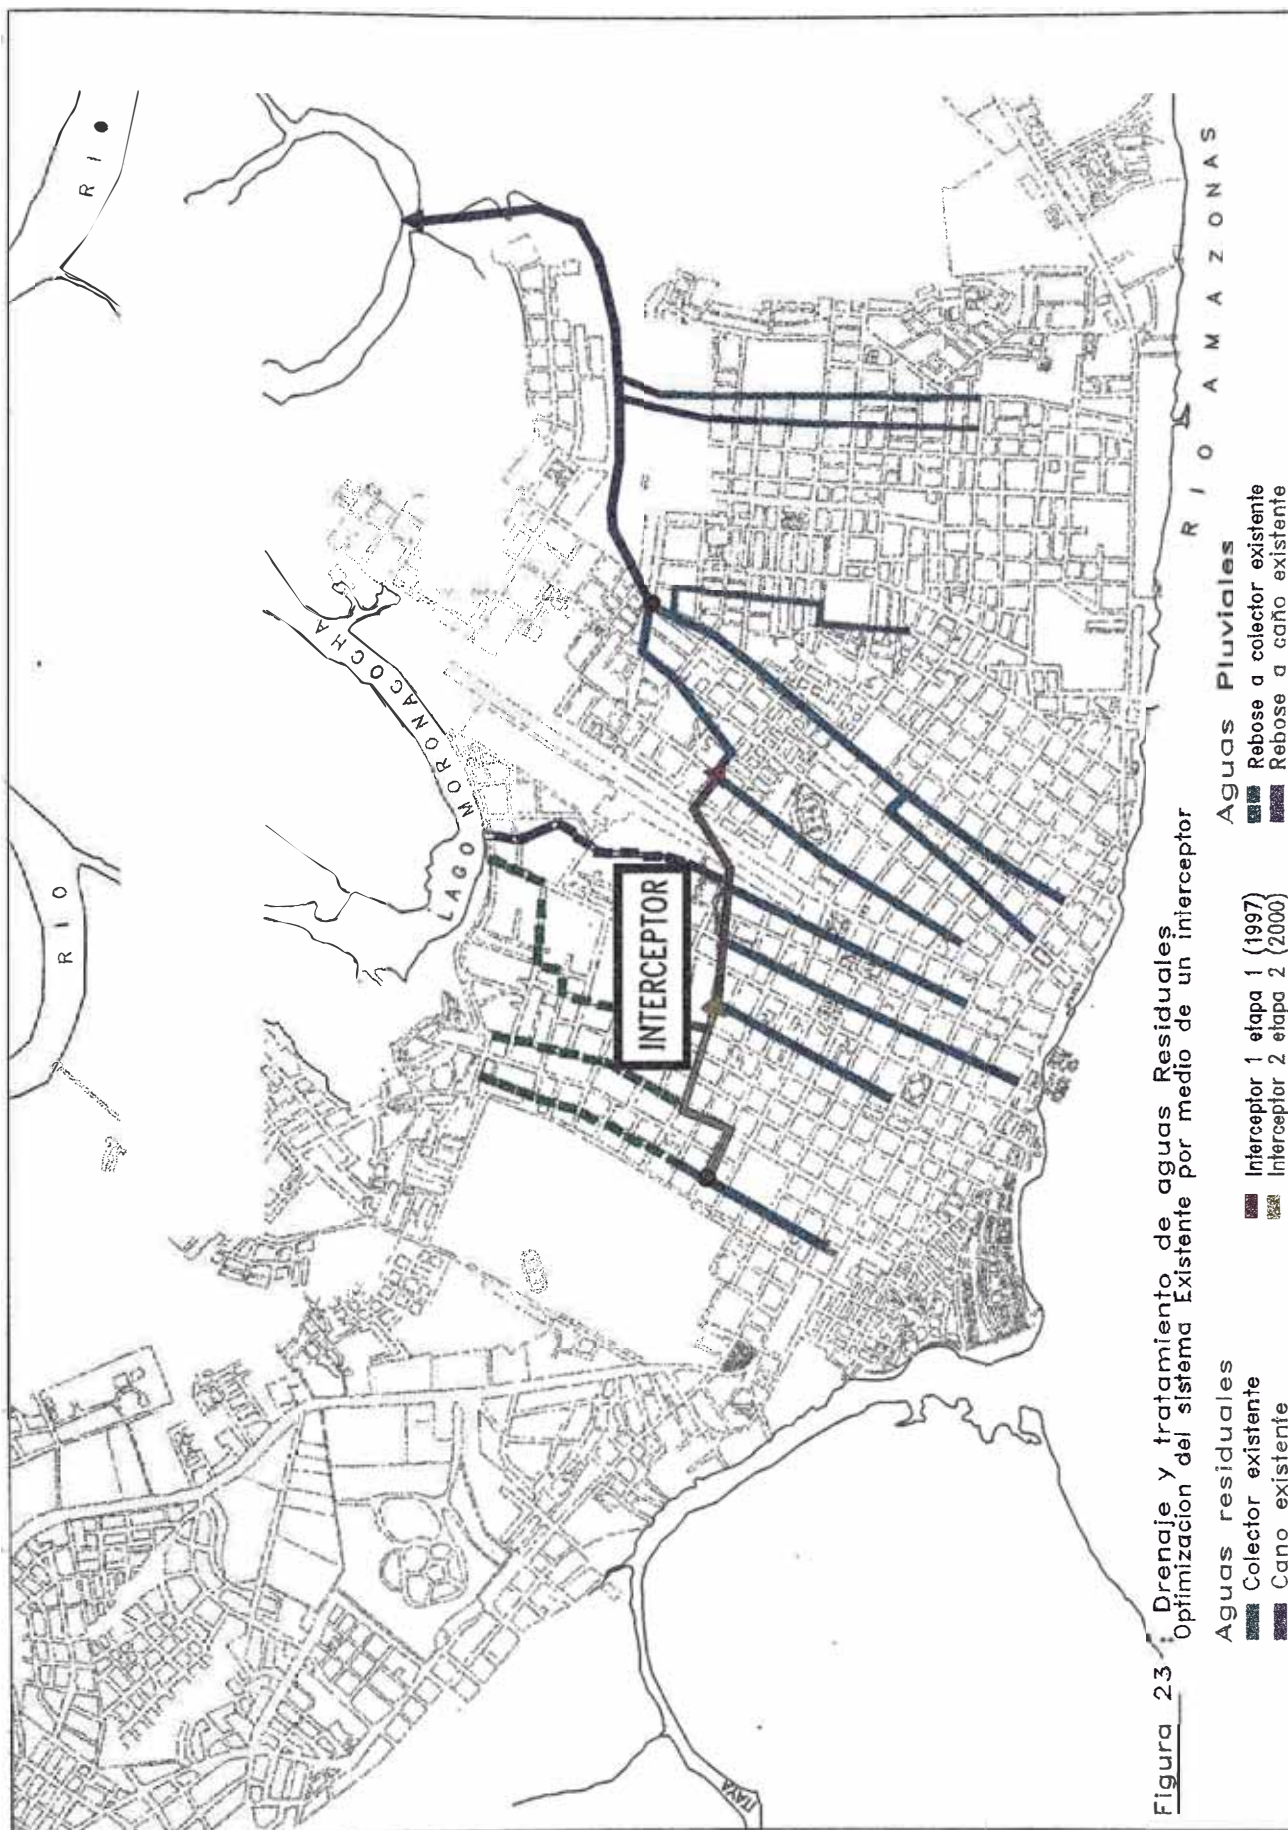 RIO
RIO
LAGO MORONACOCHA
INTERCEPTOR
RIO AMAZONAS
ITAYA
Figura 23 : Drenaje y tratamiento de aguas Residuales
Optimizacion del sistema Existente por medio de un interceptor
Aguas residuales
Colector existente
Cano existente
Interceptor 1 etapa 1 (1997)
Interceptor 2 etapa 2 (2000)
Aguas Pluviales
Rebose a colector existente
Rebose a caño existente